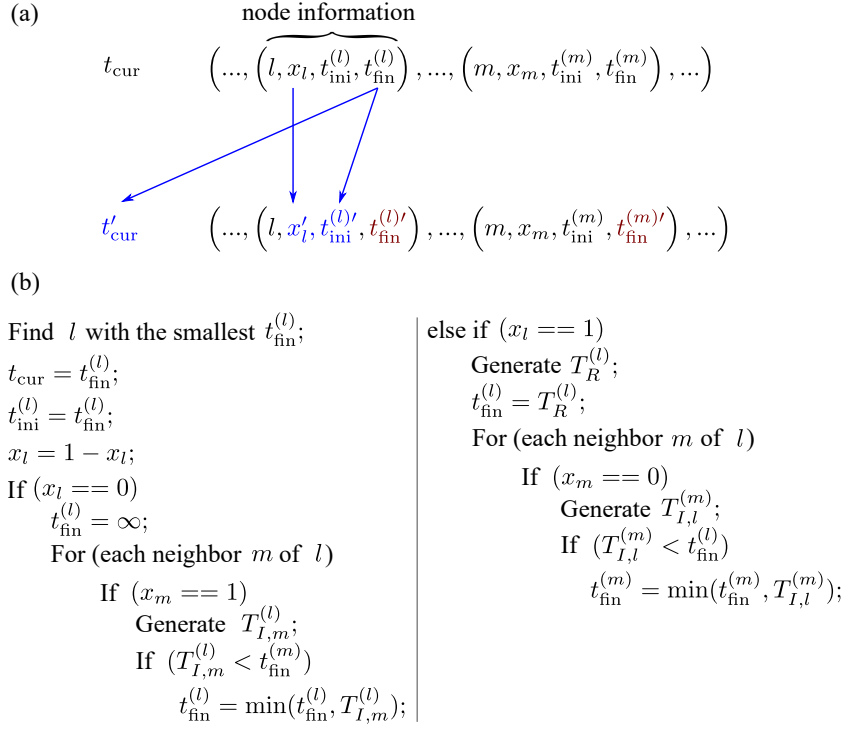 (a)
node information
t_cur (..., (l, x_l, t_ini^(l), t_fin^(l)), ..., (m, x_m, t_ini^(m), t_fin^(m)), ...)
t'_cur (..., (l, x'_l, t_ini^(l)′, t_fin^(l)′), ..., (m, x_m, t_ini^(m), t_fin^(m)′), ...)
(b)
Find l with the smallest t_fin^(l);
t_cur = t_fin^(l);
t_ini^(l) = t_fin^(l);
x_l = 1 − x_l;
If (x_l == 0)
t_fin^(l) = ∞;
For (each neighbor m of l)
If (x_m == 1)
Generate T_{I,m}^(l);
If (T_{I,m}^(l) < t_fin^(m))
t_fin^(l) = min(t_fin^(l), T_{I,m}^(l));
else if (x_l == 1)
Generate T_R^(l);
t_fin^(l) = T_R^(l);
For (each neighbor m of l)
If (x_m == 0)
Generate T_{I,l}^(m);
If (T_{I,l}^(m) < t_fin^(l))
t_fin^(m) = min(t_fin^(m), T_{I,l}^(m));